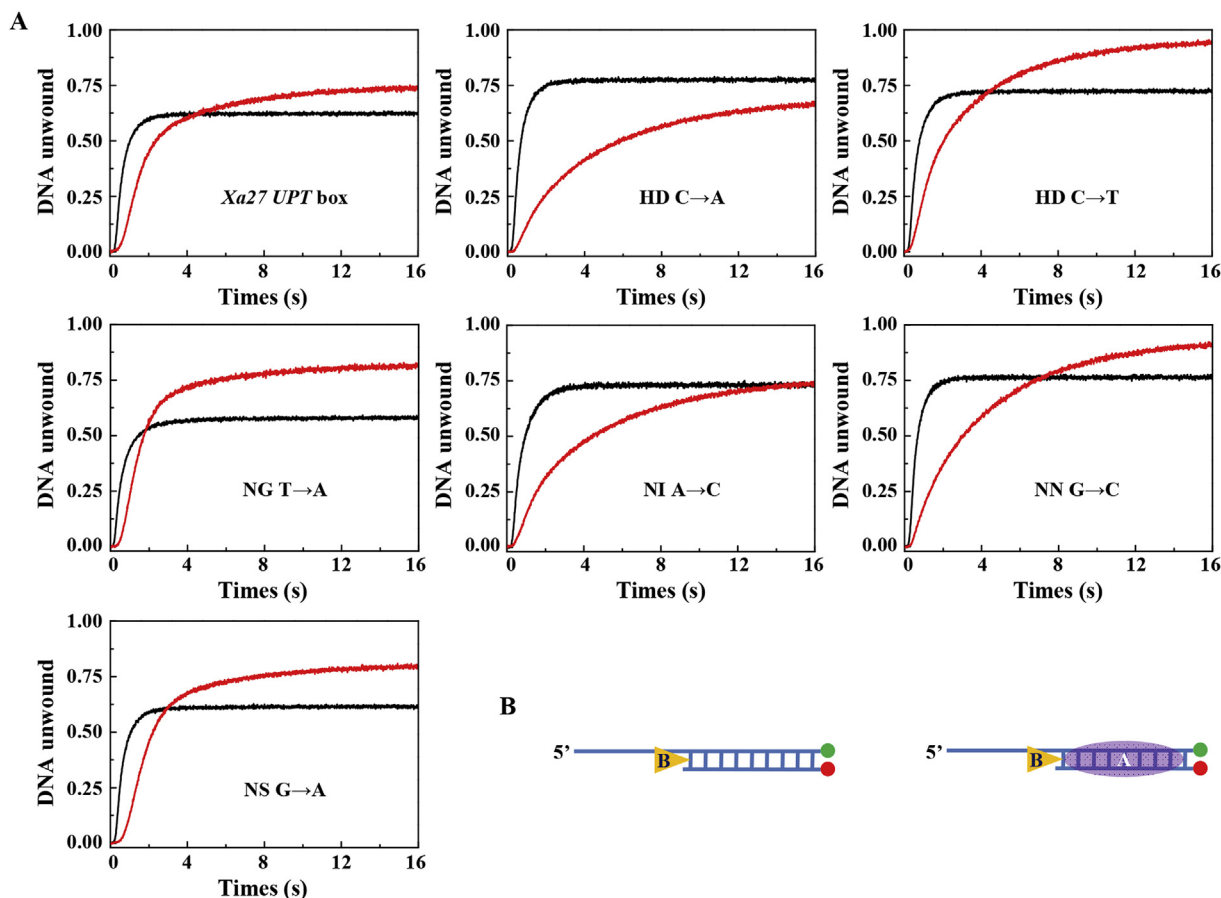 A
DNA unwound
1.00
0.75
0.50
0.25
0.00
Xa27 UPT box
0 4 8 12 16
Times (s)
DNA unwound
1.00
0.75
0.50
0.25
0.00
HD C→A
0 4 8 12 16
Times (s)
DNA unwound
1.00
0.75
0.50
0.25
0.00
HD C→T
0 4 8 12 16
Times (s)
DNA unwound
1.00
0.75
0.50
0.25
0.00
NG T→A
0 4 8 12 16
Times (s)
DNA unwound
1.00
0.75
0.50
0.25
0.00
NI A→C
0 4 8 12 16
Times (s)
DNA unwound
1.00
0.75
0.50
0.25
0.00
NN G→C
0 4 8 12 16
Times (s)
DNA unwound
1.00
0.75
0.50
0.25
0.00
NS G→A
0 4 8 12 16
Times (s)
B
5’ B
5’ B A